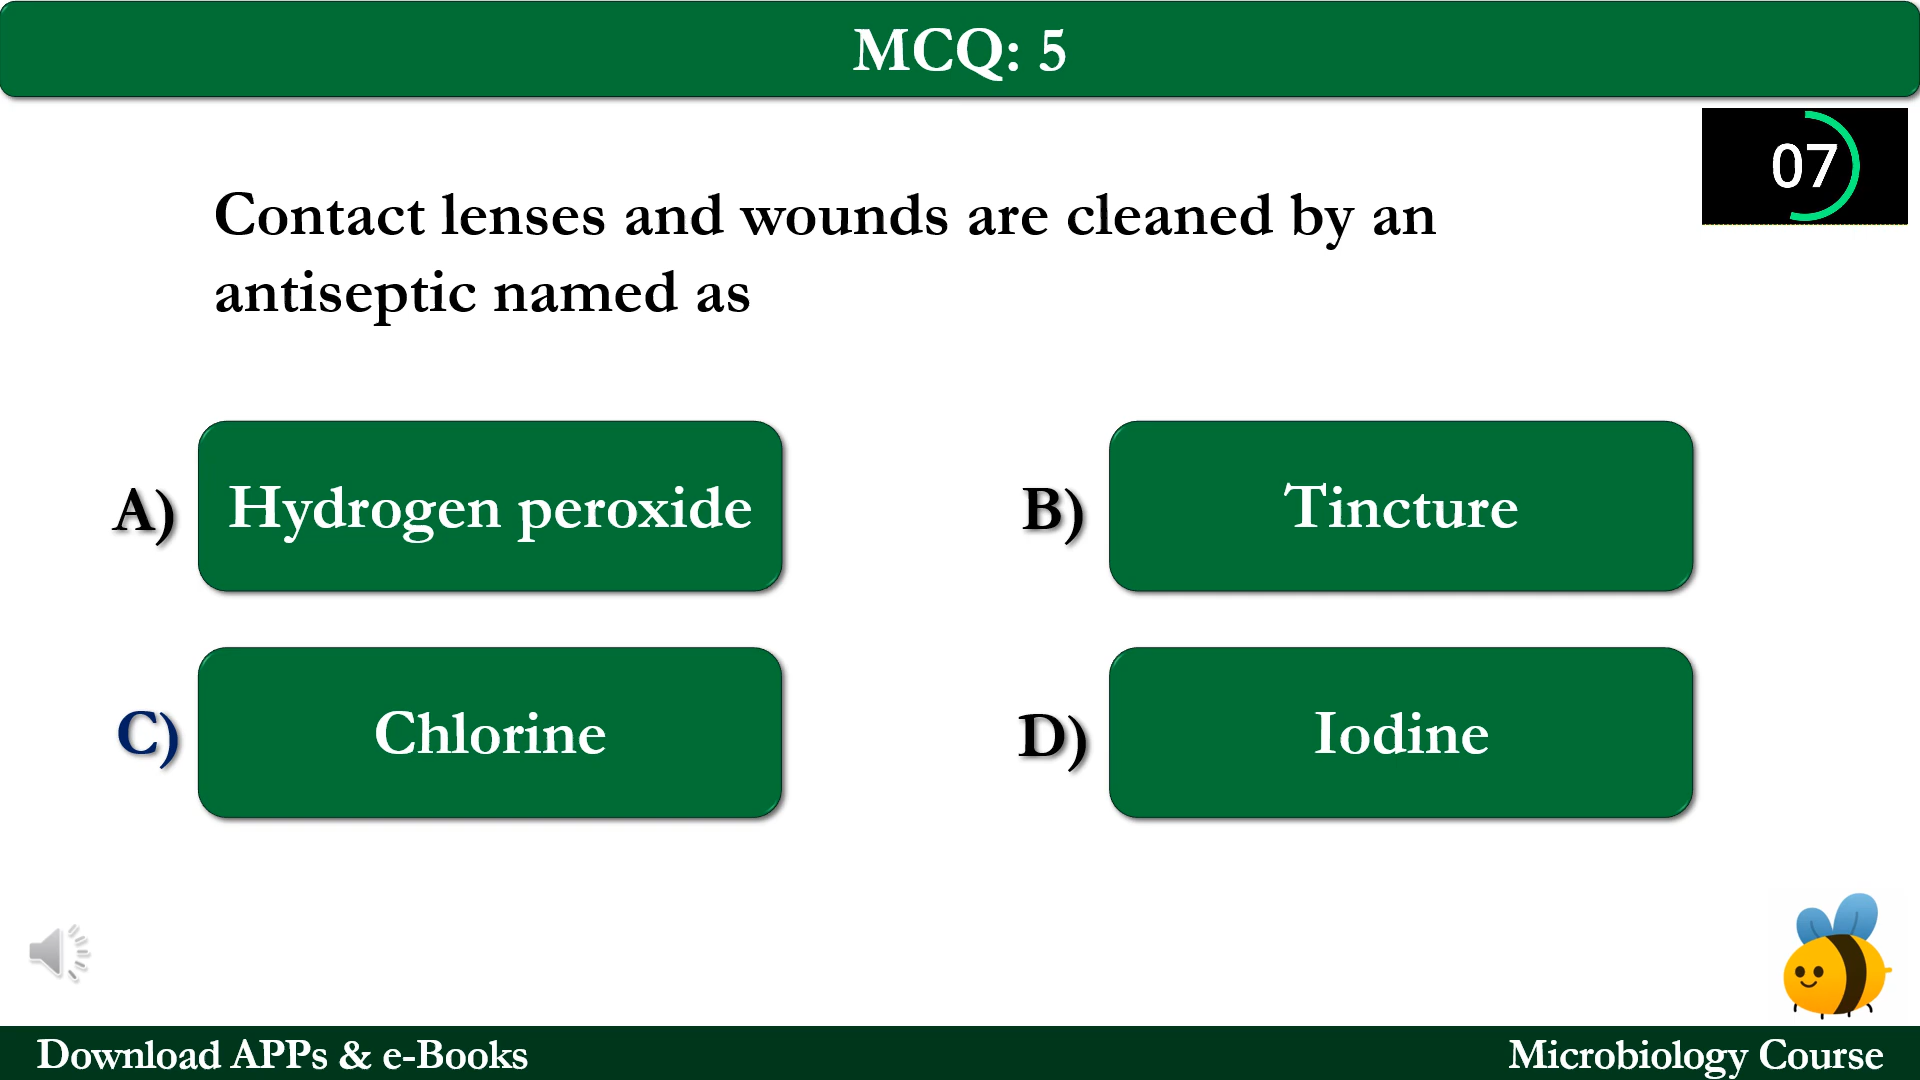 MCQ: 5
07
Contact lenses and wounds are cleaned by an
antiseptic named as
A) Hydrogen peroxide
B) Tincture
C) Chlorine
D) Iodine
Download APPs & e-Books
Microbiology Course